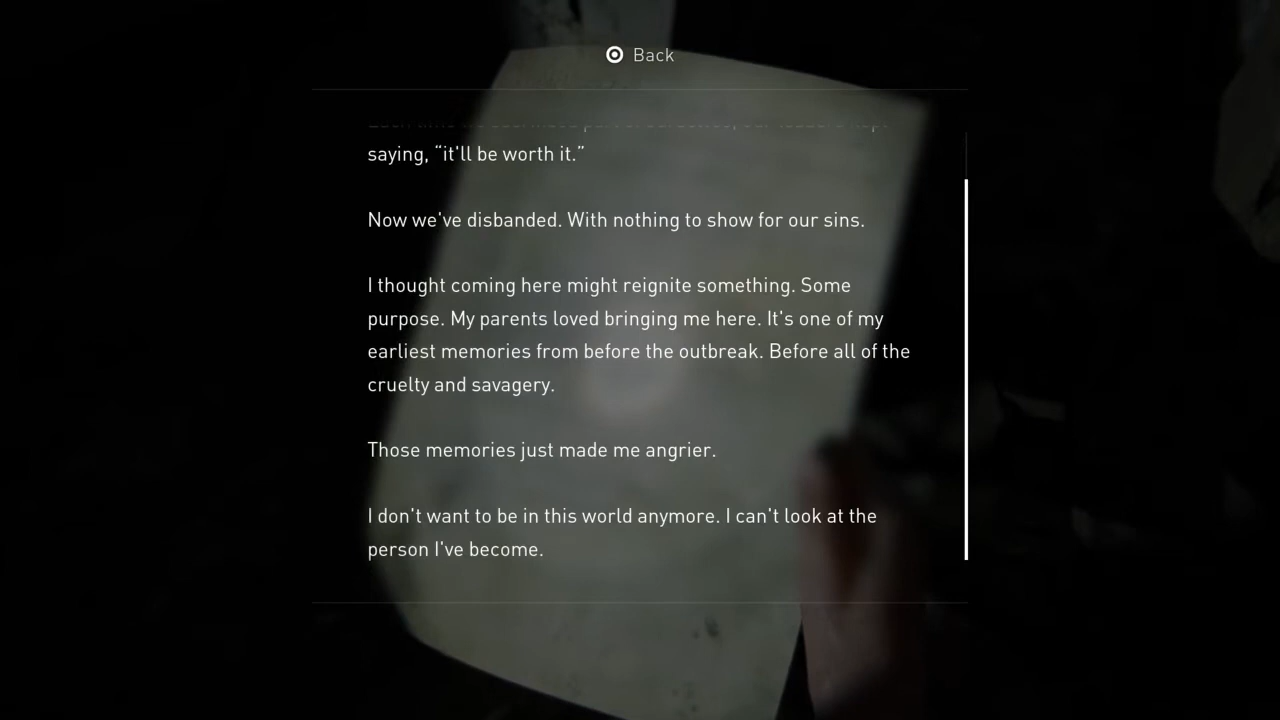 Back
saying, “it'll be worth it.”
Now we've disbanded. With nothing to show for our sins.
I thought coming here might reignite something. Some
purpose. My parents loved bringing me here. It's one of my
earliest memories from before the outbreak. Before all of the
cruelty and savagery.
Those memories just made me angrier.
I don't want to be in this world anymore. I can't look at the
person I've become.